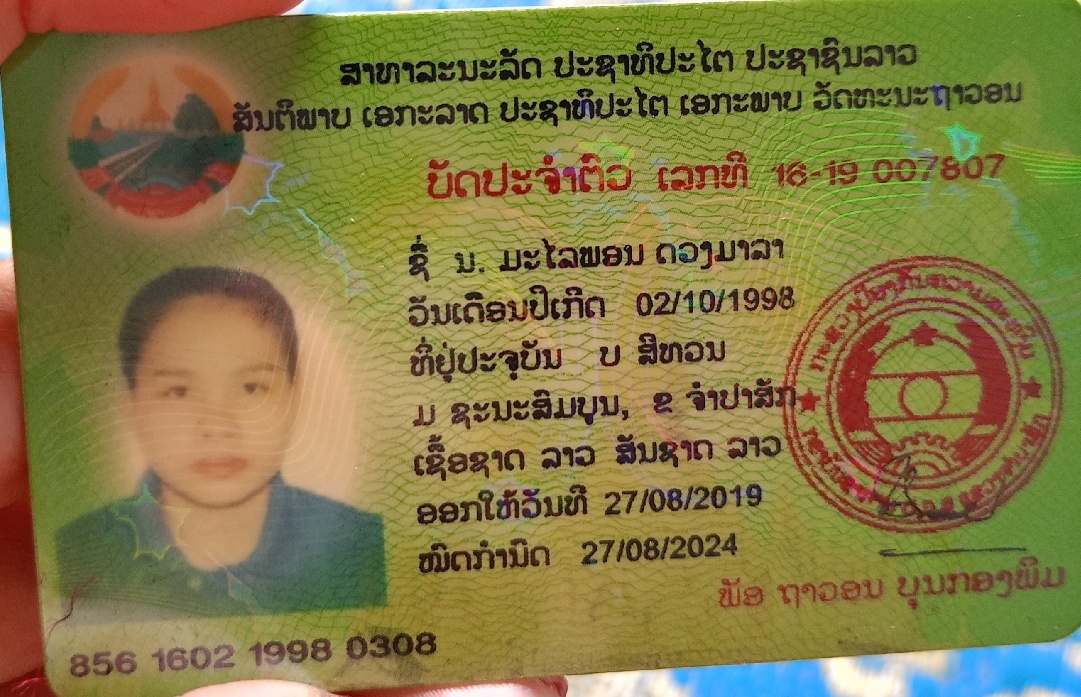 ສາທາລະນະລັດ ປະຊາທິປະໄຕ ປະຊາຊົນລາວ
ສັນຕິພາບ ເອກະລາດ ປະຊາທິປະໄຕ ເອກະພາບ ວັດທະນະຖາວອນ
ບັດປະຈຳຕົວ ເລກທີ 16-19 007807
ຊື່ ນ. ມະໄລພອນ ດວງມາລາ
ວັນເດືອນປີເກີດ 02/10/1998
ທີ່ຢູ່ປະຈຸບັນ ບ ສີທວນ
ມ ຊະນະສົມບູນ, ຂ ຈຳປາສັກ
ເຊື້ອຊາດ ລາວ ສັນຊາດ ລາວ
ອອກໃຫ້ວັນທີ 27/08/2019
ໝົດກຳນົດ 27/08/2024
ພັອ ຖາວອນ ບຸນກອງພິມ
856 1602 1998 0308